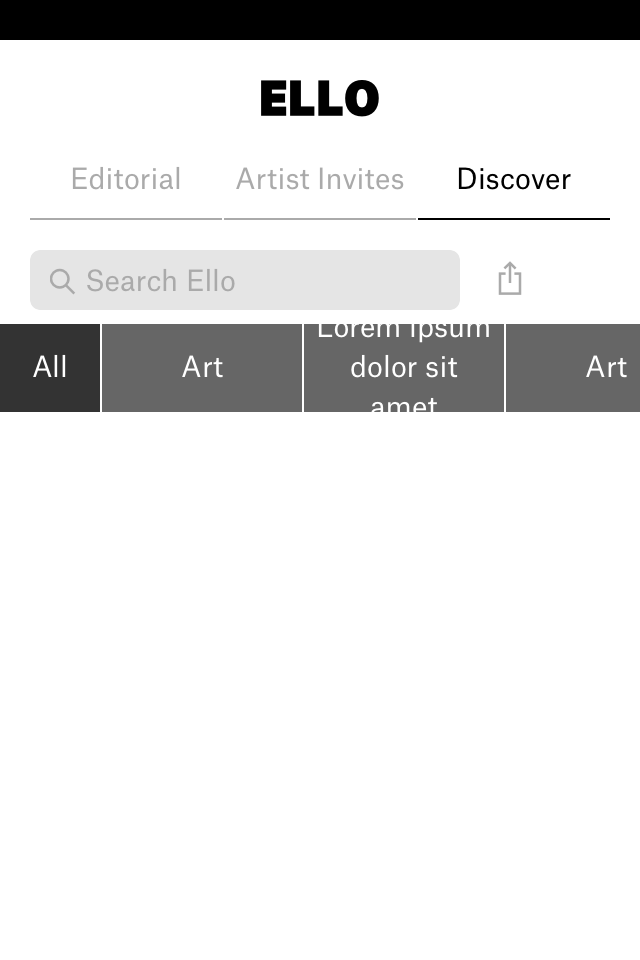 ELLO
Editorial
Artist Invites
Discover
Search Ello
All
Art
Lorem ipsum
dolor sit
amet
Art